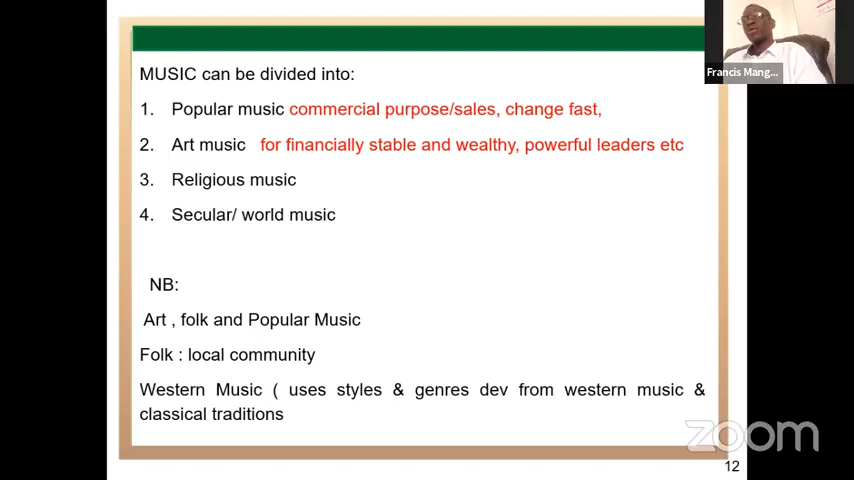 MUSIC can be divided into:
1. Popular music commercial purpose/sales, change fast,
2. Art music for financially stable and wealthy, powerful leaders etc
3. Religious music
4. Secular/ world music
NB:
Art , folk and Popular Music
Folk : local community
Western Music ( uses styles & genres dev from western music &
classical traditions
12
Francis Mang...
zoom